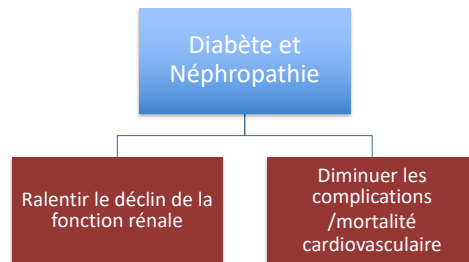 Diabète et
Néphropathie
Ralentir le déclin de la
fonction rénale
Diminuer les
complications
/mortalité
cardiovasculaire